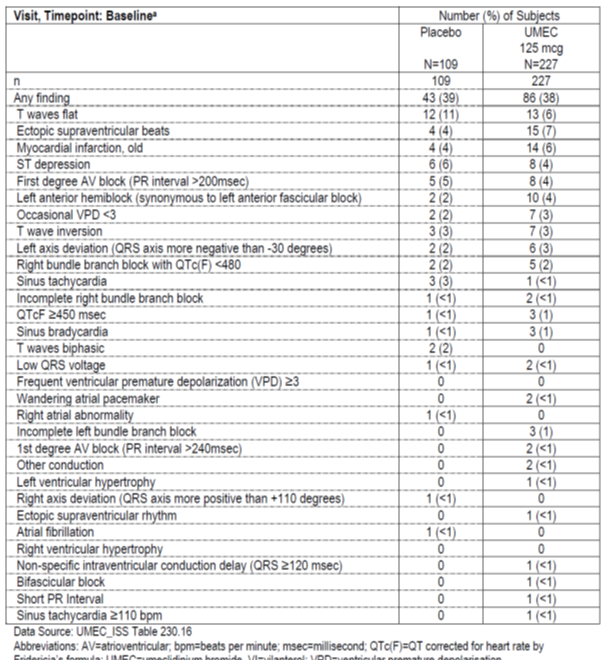 Visit, Timepoint: Baselineª Number (%) of Subjects
Placebo UMEC
125 mcg
N=109 N=227
n 109 227
Any finding 43 (39) 86 (38)
T waves flat 12 (11) 13 (6)
Ectopic supraventricular beats 4 (4) 15 (7)
Myocardial infarction, old 4 (4) 14 (6)
ST depression 6 (6) 8 (4)
First degree AV block (PR interval >200msec) 5 (5) 8 (4)
Left anterior hemiblock (synonymous to left anterior fascicular block) 2 (2) 10 (4)
Occasional VPD <3 2 (2) 7 (3)
T wave inversion 3 (3) 7 (3)
Left axis deviation (QRS axis more negative than -30 degrees) 2 (2) 6 (3)
Right bundle branch block with QTc(F) <480 2 (2) 5 (2)
Sinus tachycardia 3 (3) 1 (<1)
Incomplete right bundle branch block 1 (<1) 2 (<1)
QTcF ≥450 msec 1 (<1) 3 (1)
Sinus bradycardia 1 (<1) 3 (1)
T waves biphasic 2 (2) 0
Low QRS voltage 1 (<1) 2 (<1)
Frequent ventricular premature depolarization (VPD) ≥3 0 0
Wandering atrial pacemaker 0 2 (<1)
Right atrial abnormality 1 (<1) 0
Incomplete left bundle branch block 0 3 (1)
1st degree AV block (PR interval >240msec) 0 2 (<1)
Other conduction 0 2 (<1)
Left ventricular hypertrophy 0 1 (<1)
Right axis deviation (QRS axis more positive than +110 degrees) 1 (<1) 0
Ectopic supraventricular rhythm 0 1 (<1)
Atrial fibrillation 1 (<1) 0
Right ventricular hypertrophy 0 0
Non-specific intraventricular conduction delay (QRS ≥120 msec) 0 1 (<1)
Bifascicular block 0 1 (<1)
Short PR Interval 0 1 (<1)
Sinus tachycardia ≥110 bpm 0 1 (<1)
Data Source: UMEC_ISS Table 230.16
Abbreviations: AV=atrioventricular; bpm=beats per minute; msec=millisecond; QTc(F)=QT corrected for heart rate by
Fridericia's formula; UMEC=umeclidinium bromide, VI=vilanterol; VPD=ventricular premature depolarisation